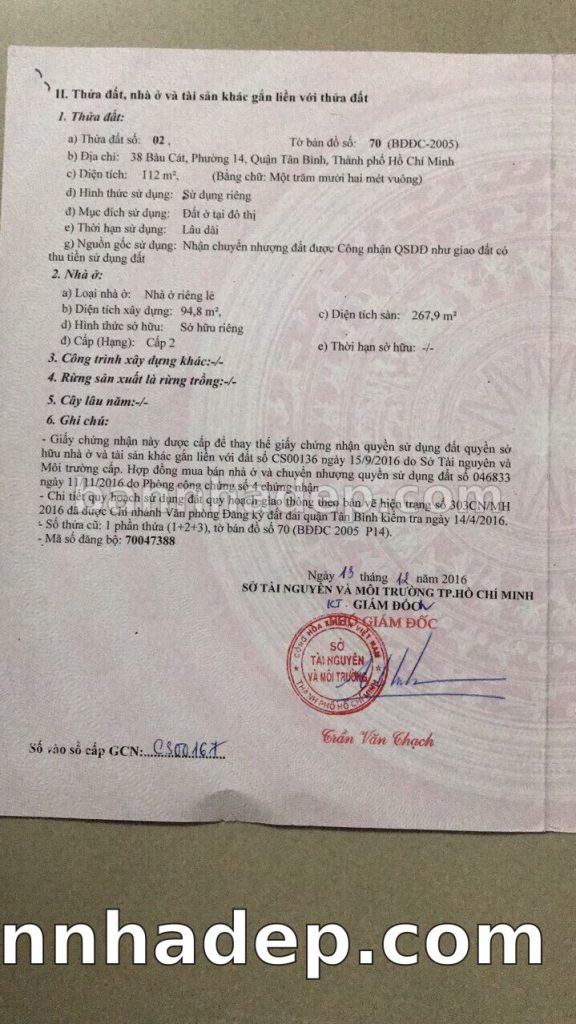 II. Thửa đất, nhà ở và tài sản khác gắn liền với thửa đất
1. Thửa đất:
a) Thửa đất số: 02 , Tờ bản đồ số: 70 (BĐĐC-2005)
b) Địa chỉ: 38 Bàu Cát, Phường 14, Quận Tân Bình, Thành phố Hồ Chí Minh
c) Diện tích: 112 m², (Bằng chữ: Một trăm mười hai mét vuông)
d) Hình thức sử dụng: Sử dụng riêng
đ) Mục đích sử dụng: Đất ở tại đô thị
e) Thời hạn sử dụng: Lâu dài
g) Nguồn gốc sử dụng: Nhận chuyển nhượng đất được Công nhận QSDĐ như giao đất có
thu tiền sử dụng đất
2. Nhà ở:
a) Loại nhà ở: Nhà ở riêng lẻ
b) Diện tích xây dựng: 94,8 m², c) Diện tích sàn: 267,9 m²
d) Hình thức sở hữu: Sở hữu riêng
đ) Cấp (Hạng): Cấp 2 e) Thời hạn sở hữu: -/-
3. Công trình xây dựng khác:-/-
4. Rừng sản xuất là rừng trồng:-/-
5. Cây lâu năm:-/-
6. Ghi chú:
- Giấy chứng nhận này được cấp để thay thế giấy chứng nhận quyền sử dụng đất quyền sở
hữu nhà ở và tài sản khác gắn liền với đất số CS00136 ngày 15/9/2016 do Sở Tài nguyên và
Môi trường cấp. Hợp đồng mua bán nhà ở và chuyển nhượng quyền sử dụng đất số 046833
ngày 11/11/2016 do Phòng công chứng số 4 chứng nhận
- Chi tiết quy hoạch sử dụng đất quy hoạch giao thông theo bản vẽ hiện trạng số 303CN/MH
2016 đã được Chi nhánh Văn phòng Đăng ký đất đai quận Tân Bình kiểm tra ngày 14/4/2016.
- Số thửa cũ: 1 phần thửa (1+2+3), tờ bản đồ số 70 (BĐĐC 2005 P14).
- Mã số đăng bộ: 70047388
Ngày 13 tháng 12 năm 2016
SỞ TÀI NGUYÊN VÀ MÔI TRƯỜNG TP.HỒ CHÍ MINH
KT. GIÁM ĐỐC
PHÓ GIÁM ĐỐC
CỘNG HÒA XÃ HỘI CHỦ NGHĨA VIỆT NAM
SỞ
TÀI NGUYÊN
VÀ MÔI TRƯỜNG
THÀNH PHỐ HỒ CHÍ MINH
Trần Văn Thạch
Số vào sổ cấp GCN: CS00167
nnhadep.com